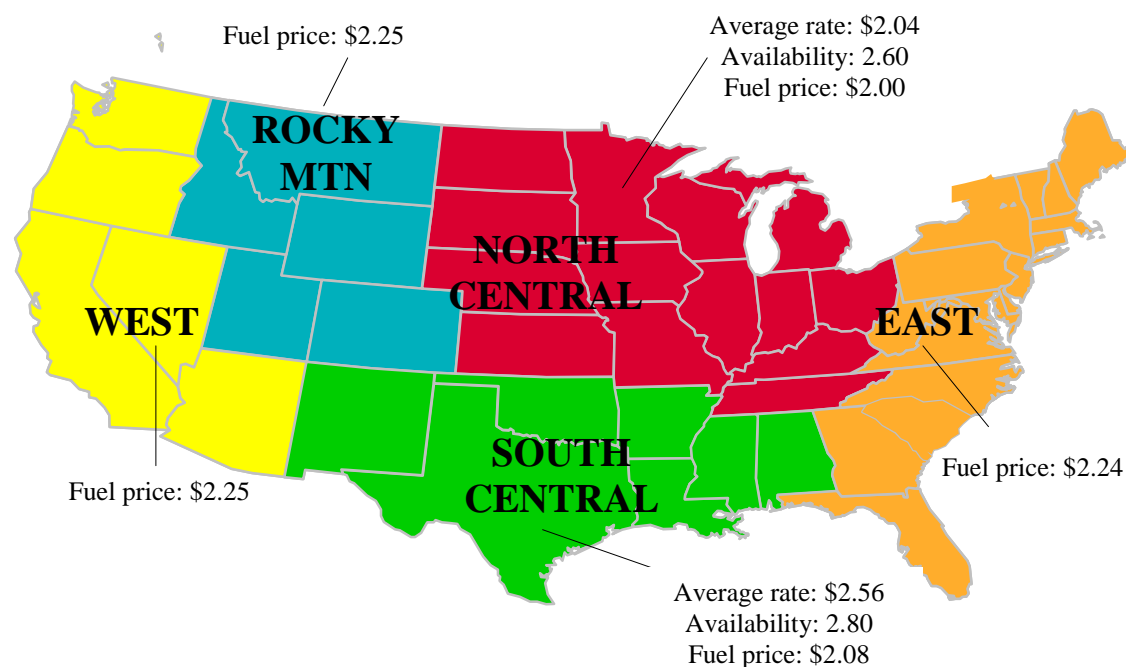 Fuel price: $2.25
Average rate: $2.04
Availability: 2.60
Fuel price: $2.00
ROCKY
MTN
NORTH
CENTRAL
WEST
EAST
SOUTH
CENTRAL
Fuel price: $2.25
Fuel price: $2.24
Average rate: $2.56
Availability: 2.80
Fuel price: $2.08